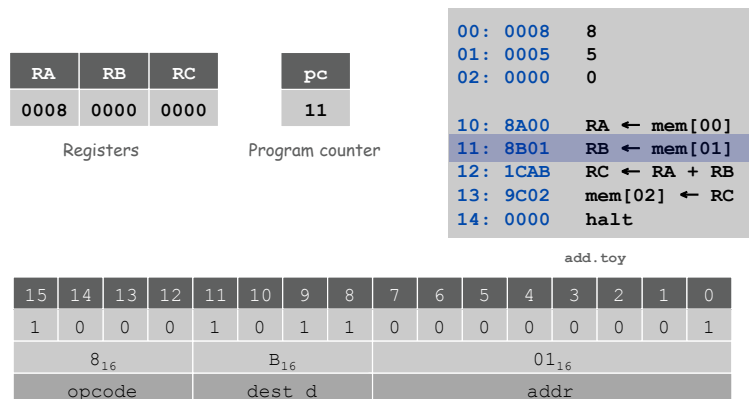 RA RB RC
0008 0000 0000
Registers
pc
11
Program counter
00: 0008 8
01: 0005 5
02: 0000 0
10: 8A00 RA ← mem[00]
11: 8B01 RB ← mem[01]
12: 1CAB RC ← RA + RB
13: 9C02 mem[02] ← RC
14: 0000 halt
add.toy
15 14 13 12 11 10 9 8 7 6 5 4 3 2 1 0
1 0 0 0 1 0 1 1 0 0 0 0 0 0 0 1
8₁₆ B₁₆ 01₁₆
opcode dest d addr